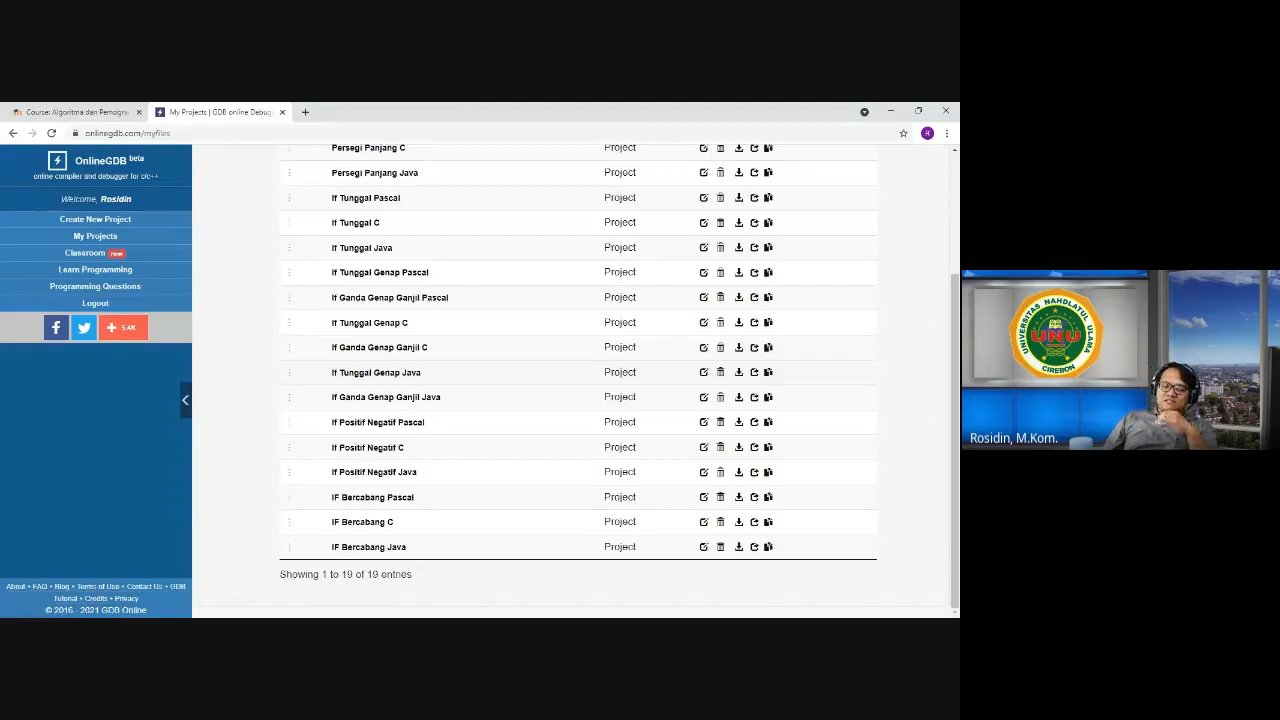 Course: Algoritma dan Pemogra
My Projects | GDB online Debug
onlinegdb.com/myfiles
R
OnlineGDB beta
online compiler and debugger for c/c++
Welcome, Rosidin
Create New Project
My Projects
Classroom new
Learn Programming
Programming Questions
Logout
5.4K
Persegi Panjang C Project
Persegi Panjang Java Project
If Tunggal Pascal Project
If Tunggal C Project
If Tunggal Java Project
If Tunggal Genap Pascal Project
If Ganda Genap Ganjil Pascal Project
If Tunggal Genap C Project
If Ganda Genap Ganjil C Project
If Tunggal Genap Java Project
If Ganda Genap Ganjil Java Project
If Positif Negatif Pascal Project
If Positif Negatif C Project
If Positif Negatif Java Project
IF Bercabang Pascal Project
IF Bercabang C Project
IF Bercabang Java Project
Showing 1 to 19 of 19 entries
About • FAQ • Blog • Terms of Use • Contact Us • GDB
Tutorial • Credits • Privacy
© 2016 - 2021 GDB Online
UNIVERSITAS NAHDLATUL ULAMA
UNU
CIREBON
Rosidin, M.Kom.